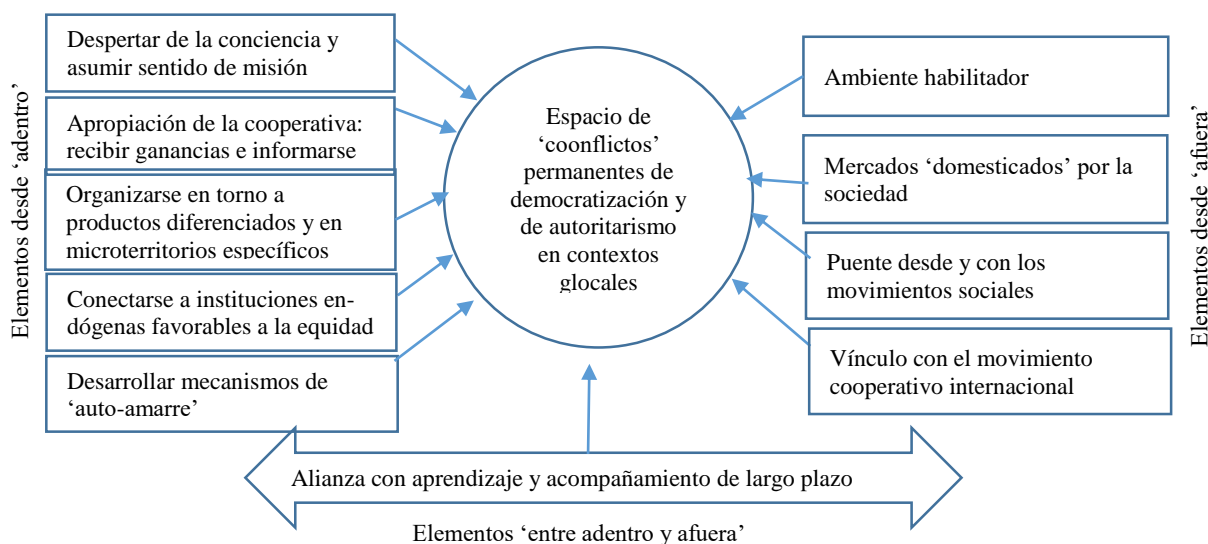 Elementos desde ‘adentro’
Despertar de la conciencia y
asumir sentido de misión
Apropiación de la cooperativa:
recibir ganancias e informarse
Organizarse en torno a
productos diferenciados y en
microterritorios específicos
Conectarse a instituciones en-
dógenas favorables a la equidad
Desarrollar mecanismos de
‘auto-amarre’
Espacio de
‘coonflictos’
permanentes de
democratización y
de autoritarismo
en contextos
glocales
Ambiente habilitador
Mercados ‘domesticados’ por la
sociedad
Puente desde y con los
movimientos sociales
Vínculo con el movimiento
cooperativo internacional
Elementos desde ‘afuera’
Alianza con aprendizaje y acompañamiento de largo plazo
Elementos ‘entre adentro y afuera’